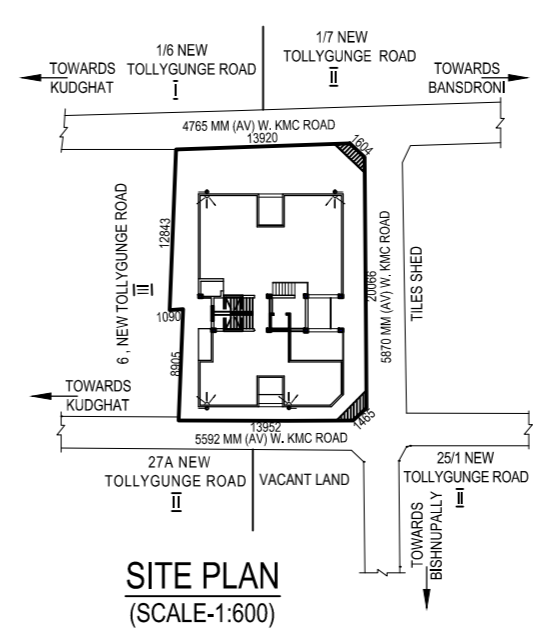 1/6 NEW
TOLLYGUNGE ROAD
I
1/7 NEW
TOLLYGUNGE ROAD
II
TOWARDS
KUDGHAT
TOWARDS
BANSDRONI
4765 MM (AV) W. KMC ROAD
13920
1604
12843
6 , NEW TOLLYGUNGE ROAD
III
1090
8905
20066
5870 MM (AV) W. KMC ROAD
TILES SHED
TOWARDS
KUDGHAT
13952
1465
5592 MM (AV) W. KMC ROAD
27A NEW
TOLLYGUNGE ROAD
II
VACANT LAND
25/1 NEW
TOLLYGUNGE ROAD
II
TOWARDS
BISHNUPALLY
SITE PLAN
(SCALE-1:600)